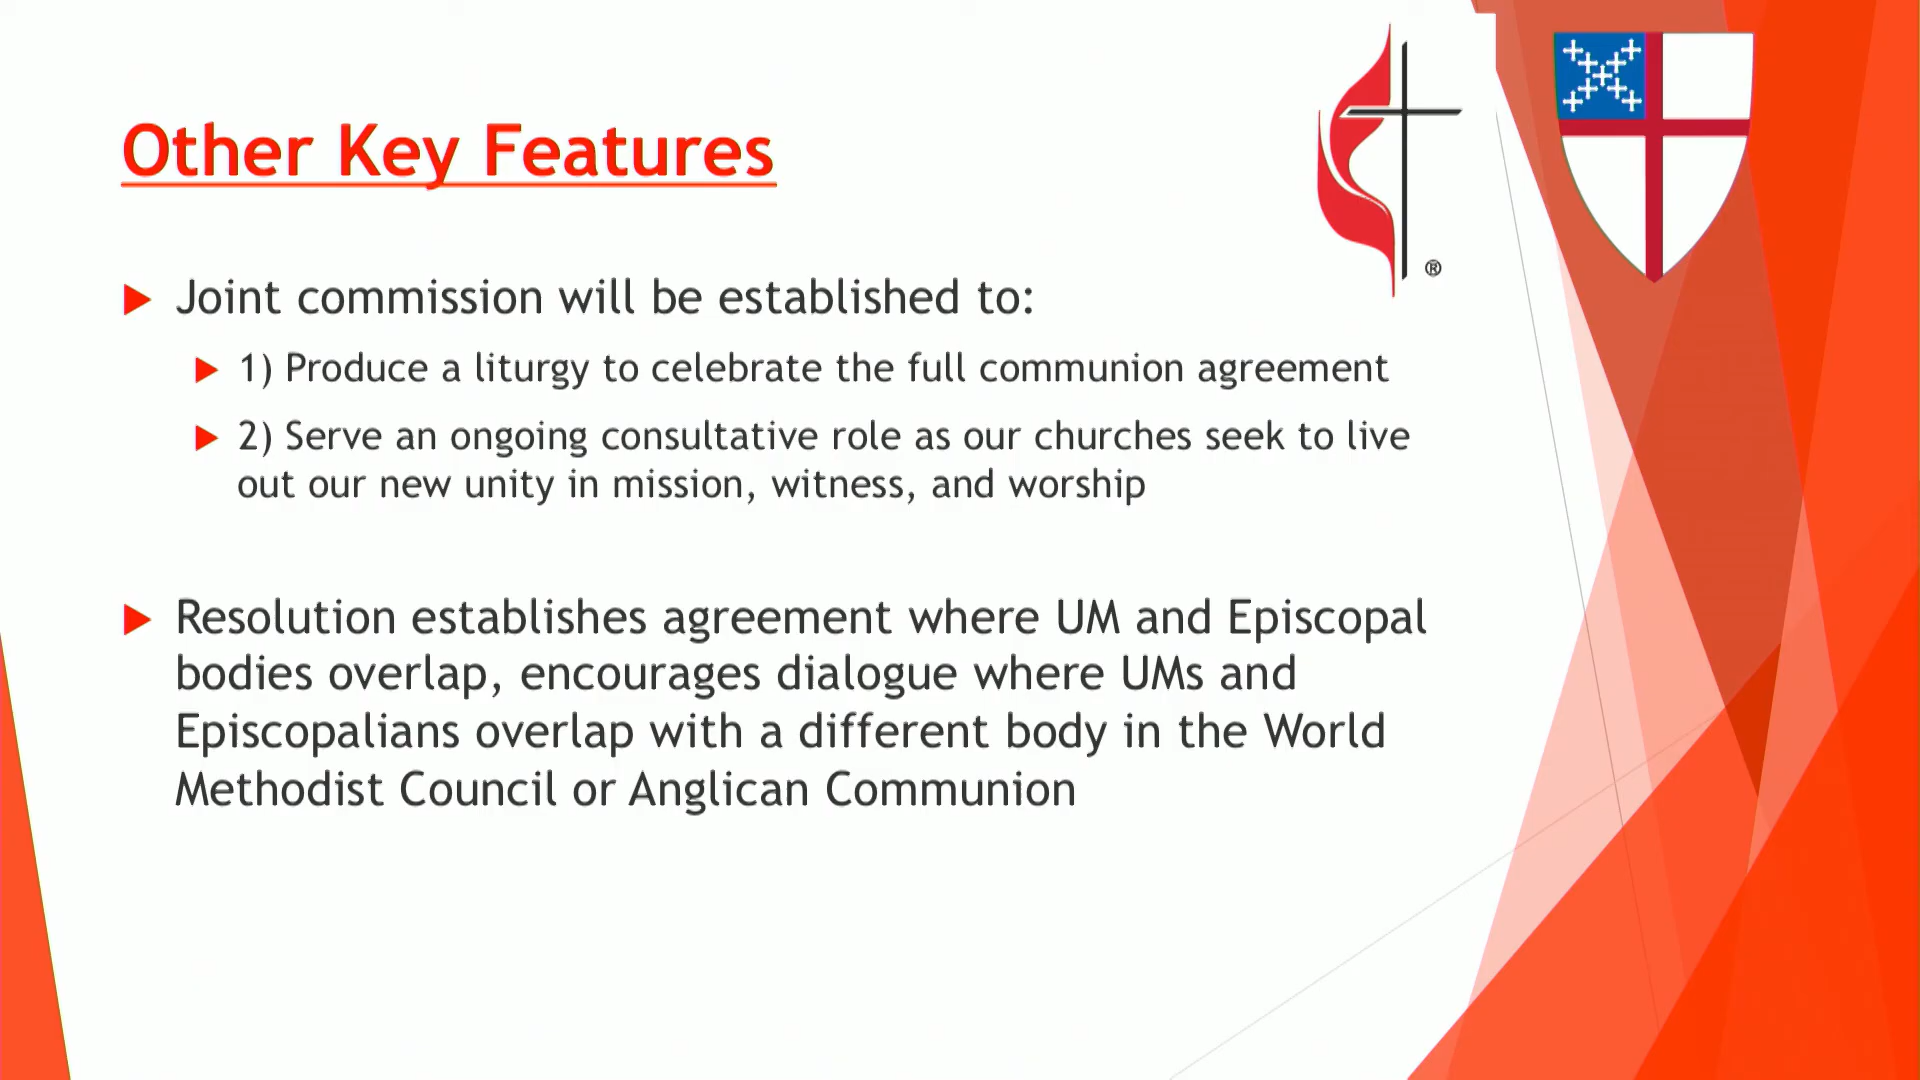 Other Key Features
®
Joint commission will be established to:
1) Produce a liturgy to celebrate the full communion agreement
2) Serve an ongoing consultative role as our churches seek to live
out our new unity in mission, witness, and worship
Resolution establishes agreement where UM and Episcopal
bodies overlap, encourages dialogue where UMs and
Episcopalians overlap with a different body in the World
Methodist Council or Anglican Communion